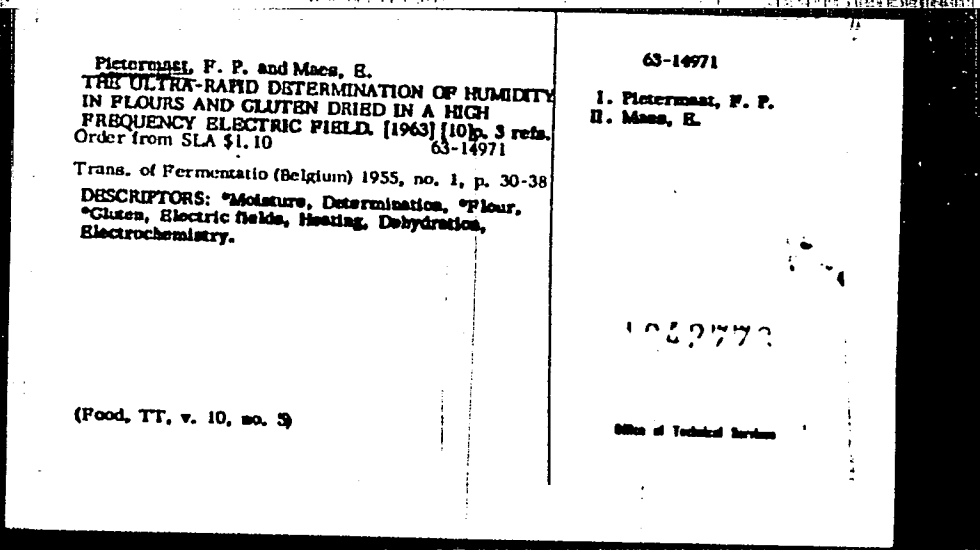 Pietermaat, F. P. and Maes, E.
THE ULTRA-RAPID DETERMINATION OF HUMIDITY
IN FLOURS AND GLUTEN DRIED IN A HIGH
FREQUENCY ELECTRIC FIELD. [1963] [10]p. 3 refs.
Order from SLA $1.10 63-14971
Trans. of Fermentatio (Belgium) 1955, no. 1, p. 30-38
DESCRIPTORS: *Moisture, Determination, *Flour,
*Gluten, Electric fields, Heating, Dehydration,
Electrochemistry.
(Food, TT, v. 10, no. 5)
63-14971
I. Pietermaat, F. P.
II. Maes, E.
Office of Technical Services